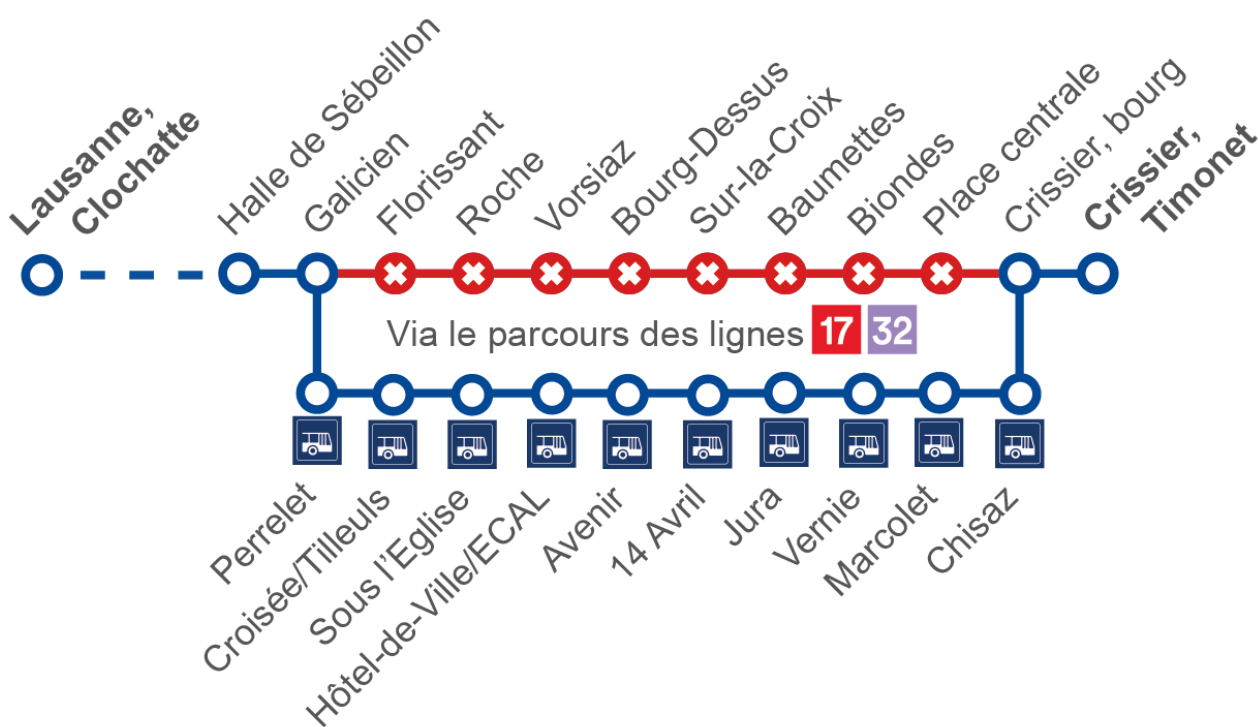 Lausanne,
Clochatte
Halle de Sébeillon
Galicien
Florissant
Roche
Vorsiaz
Bourg-Dessus
Sur-la-Croix
Baumettes
Biondes
Place centrale
Crissier, bourg
Crissier,
Timonet
Via le parcours des lignes 17 32
Perrelet
Croisée/Tilleuls
Sous l'Eglise
Hôtel-de-Ville/ECAL
Avenir
14 Avril
Jura
Vernie
Marcolet
Chisaz